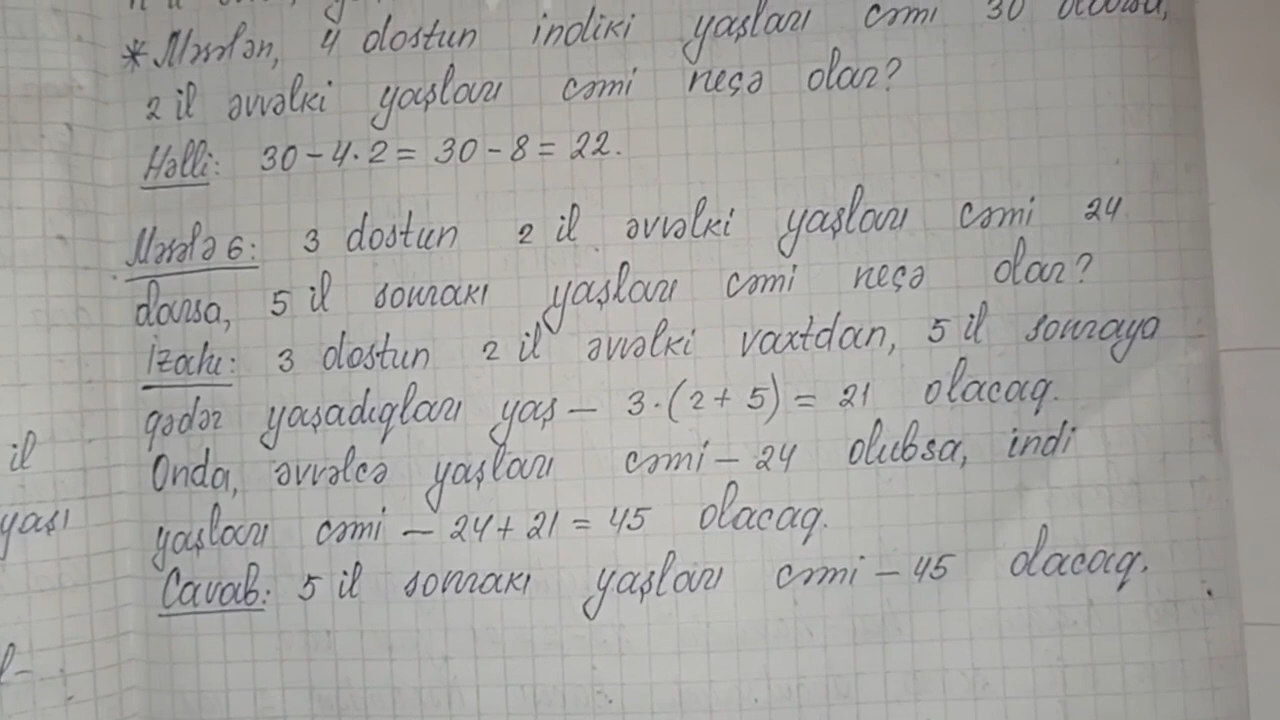 * Məsələn, 4 dostun indiki yaşları cəmi 30 olarsa,
2 il əvvəlki yaşları cəmi neçə olar?
Həlli: 30 – 4 · 2 = 30 – 8 = 22.
Məsələ 6: 3 dostun 2 il əvvəlki yaşları cəmi 24
dərsə, 5 il sonrakı yaşları cəmi neçə olar?
İzahı: 3 dostun 2 il əvvəlki vaxtdan, 5 il sonraya
qədər yaşadıqları yaş – 3 · (2 + 5) = 21 olacaq.
Onda, əvvəlcə yaşları cəmi – 24 olubsa, indi
yaşları cəmi – 24 + 21 = 45 olacaq.
Cavab: 5 il sonrakı yaşları cəmi – 45 olacaq.
il
yaşı